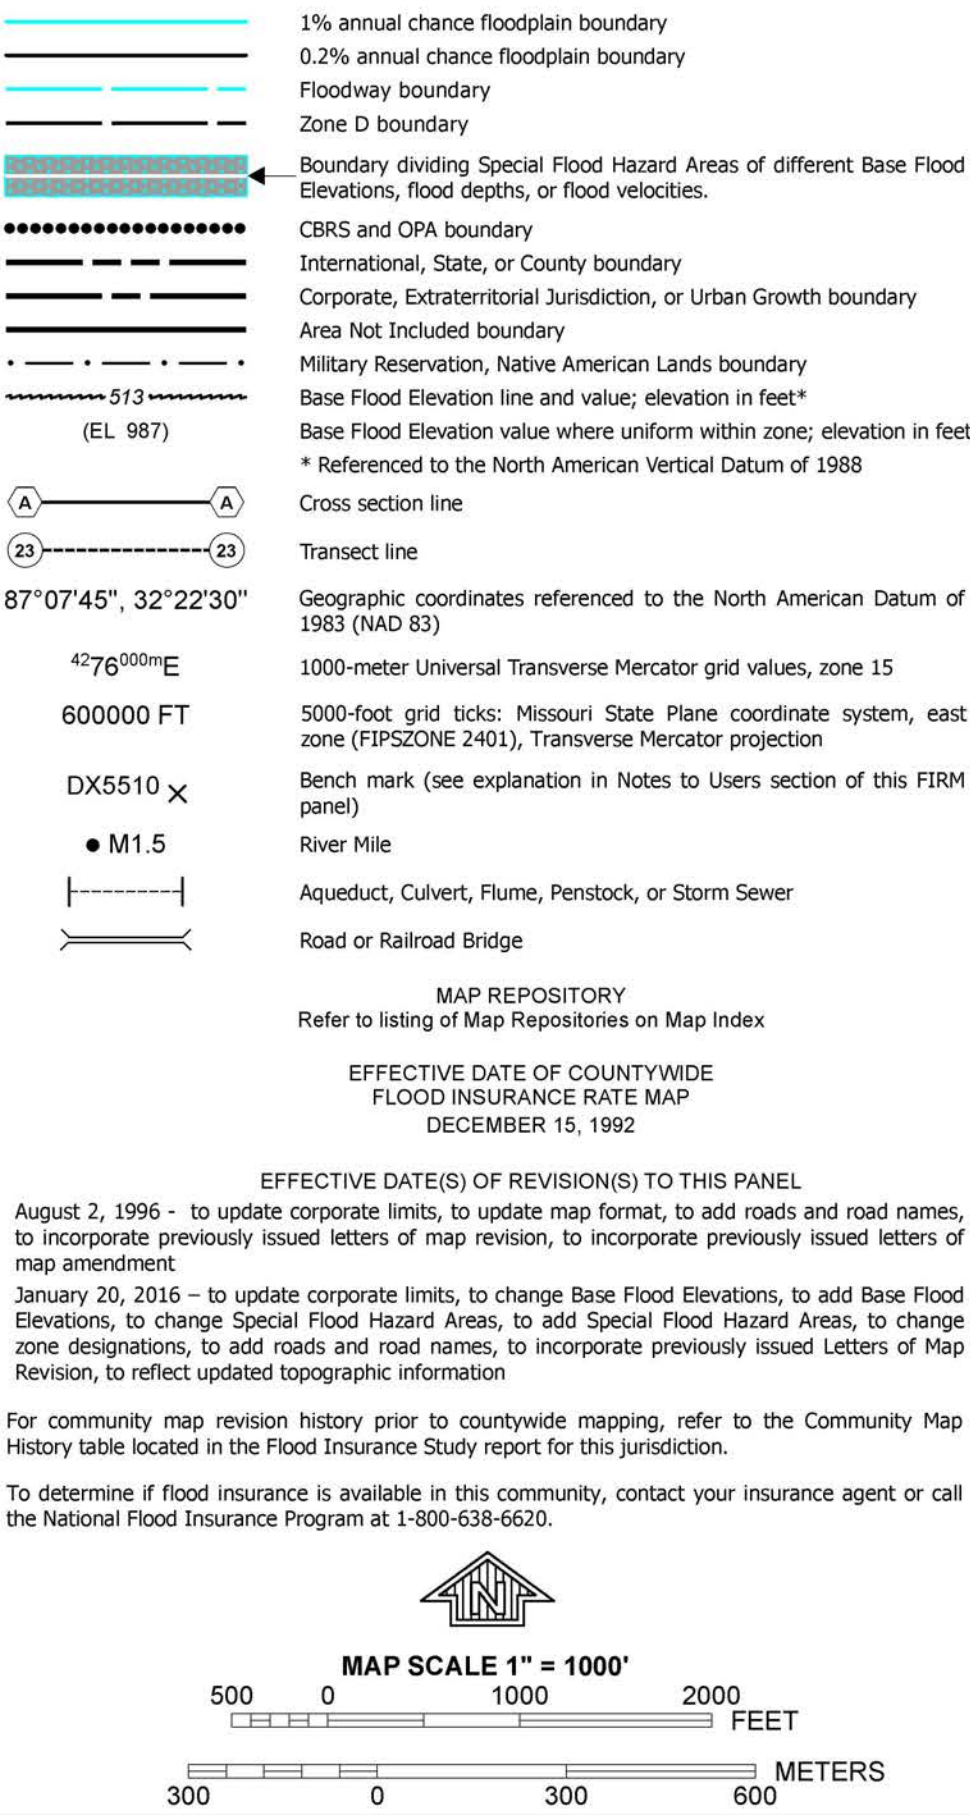 1% annual chance floodplain boundary
0.2% annual chance floodplain boundary
Floodway boundary
Zone D boundary
Boundary dividing Special Flood Hazard Areas of different Base Flood
Elevations, flood depths, or flood velocities.
CBRS and OPA boundary
International, State, or County boundary
Corporate, Extraterritorial Jurisdiction, or Urban Growth boundary
Area Not Included boundary
Military Reservation, Native American Lands boundary
513 Base Flood Elevation line and value; elevation in feet*
(EL 987) Base Flood Elevation value where uniform within zone; elevation in feet
* Referenced to the North American Vertical Datum of 1988
A A Cross section line
23 23 Transect line
87°07'45", 32°22'30" Geographic coordinates referenced to the North American Datum of
1983 (NAD 83)
4276000mE 1000-meter Universal Transverse Mercator grid values, zone 15
600000 FT 5000-foot grid ticks: Missouri State Plane coordinate system, east
zone (FIPSZONE 2401), Transverse Mercator projection
DX5510 Bench mark (see explanation in Notes to Users section of this FIRM
panel)
M1.5 River Mile
Aqueduct, Culvert, Flume, Penstock, or Storm Sewer
Road or Railroad Bridge
MAP REPOSITORY
Refer to listing of Map Repositories on Map Index
EFFECTIVE DATE OF COUNTYWIDE
FLOOD INSURANCE RATE MAP
DECEMBER 15, 1992
EFFECTIVE DATE(S) OF REVISION(S) TO THIS PANEL
August 2, 1996 - to update corporate limits, to update map format, to add roads and road names,
to incorporate previously issued letters of map revision, to incorporate previously issued letters of
map amendment
January 20, 2016 – to update corporate limits, to change Base Flood Elevations, to add Base Flood
Elevations, to change Special Flood Hazard Areas, to add Special Flood Hazard Areas, to change
zone designations, to add roads and road names, to incorporate previously issued Letters of Map
Revision, to reflect updated topographic information
For community map revision history prior to countywide mapping, refer to the Community Map
History table located in the Flood Insurance Study report for this jurisdiction.
To determine if flood insurance is available in this community, contact your insurance agent or call
the National Flood Insurance Program at 1-800-638-6620.
N
MAP SCALE 1" = 1000'
500 0 1000 2000
FEET
METERS
300 0 300 600